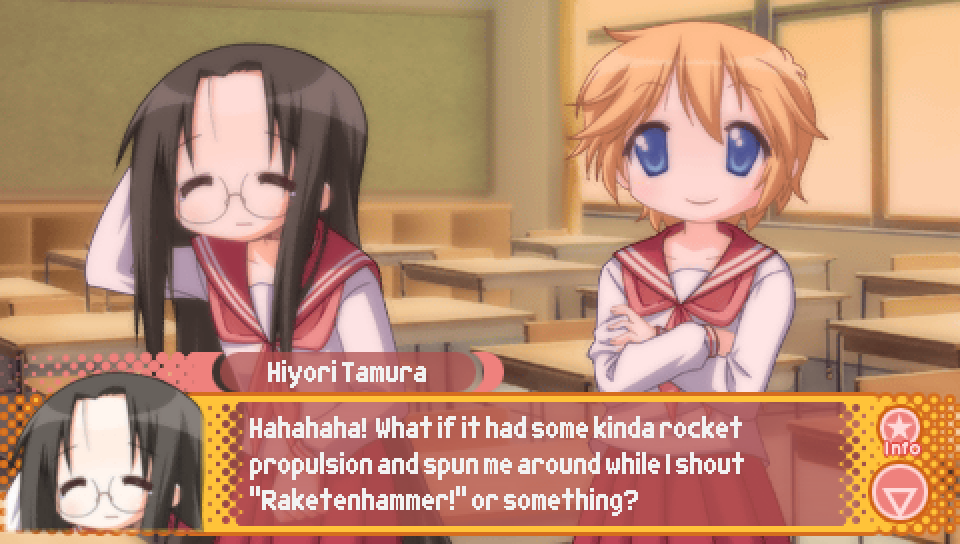 Hiyori Tamura
Hahahaha! What if it had some kinda rocket
propulsion and spun me around while I shout
"Raketenhammer!" or something?
Info